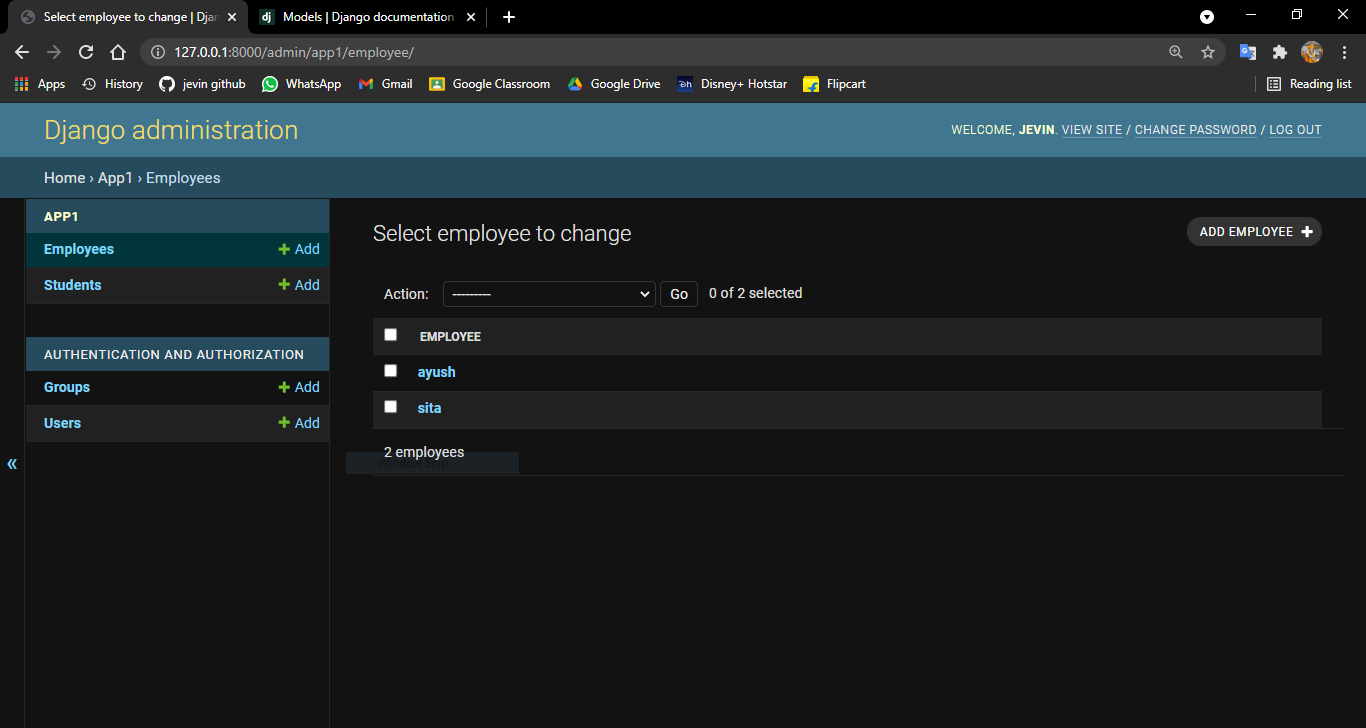 Select employee to change | Djan
Models | Django documentation
127.0.0.1:8000/admin/app1/employee/
Apps History jevin github WhatsApp Gmail Google Classroom Google Drive Disney+ Hotstar Flipcart Reading list
Django administration
WELCOME, JEVIN. VIEW SITE / CHANGE PASSWORD / LOG OUT
Home › App1 › Employees
APP1
Employees + Add
Students + Add
AUTHENTICATION AND AUTHORIZATION
Groups + Add
Users + Add
«
Select employee to change
ADD EMPLOYEE +
Action: --------- Go 0 of 2 selected
EMPLOYEE
ayush
sita
2 employees
Window Snip